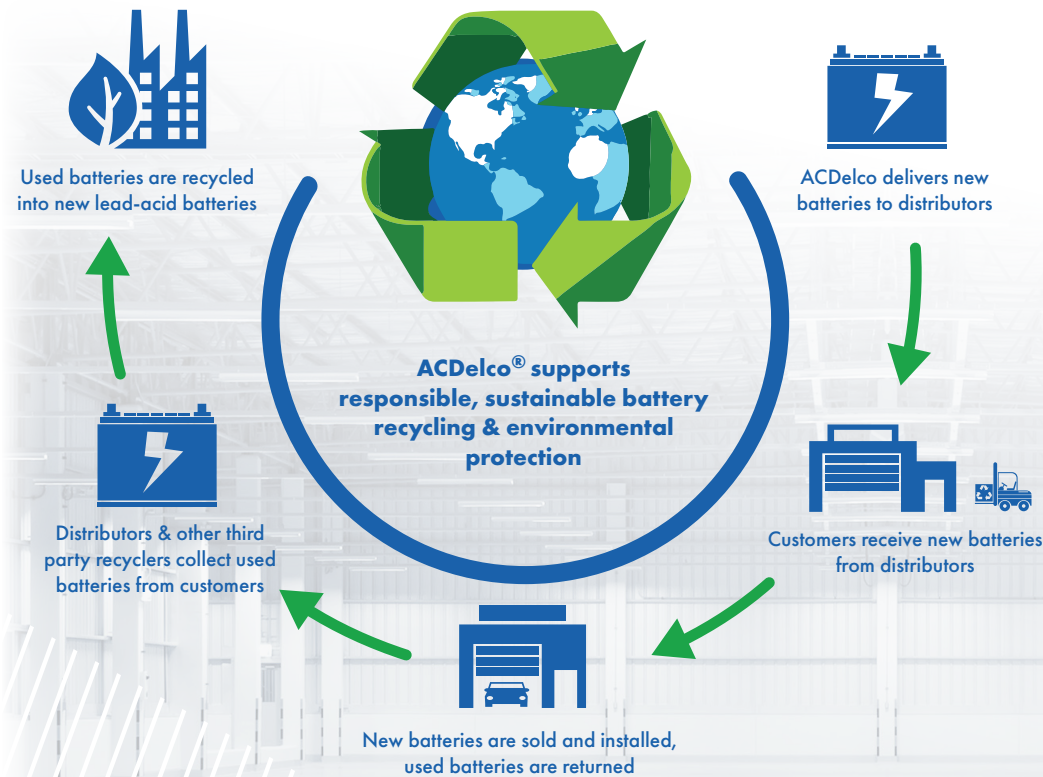 Used batteries are recycled
into new lead-acid batteries
ACDelco delivers new
batteries to distributors
ACDelco® supports
responsible, sustainable battery
recycling & environmental
protection
Distributors & other third
party recyclers collect used
batteries from customers
Customers receive new batteries
from distributors
New batteries are sold and installed,
used batteries are returned